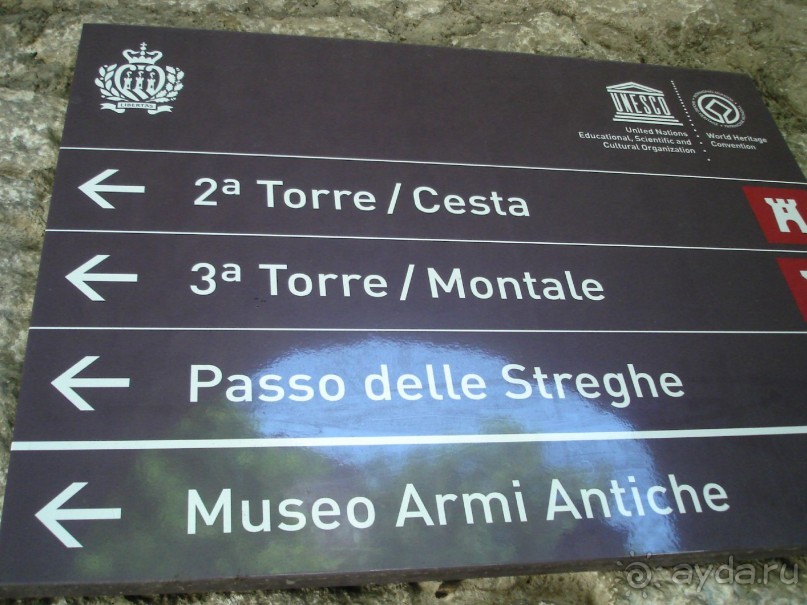 LIBERTAS
UNESCO
United Nations
Educational, Scientific and
Cultural Organization
World Heritage
Convention
2ª Torre / Cesta
3ª Torre / Montale
Passo delle Streghe
Museo Armi Antiche
© ayda.ru